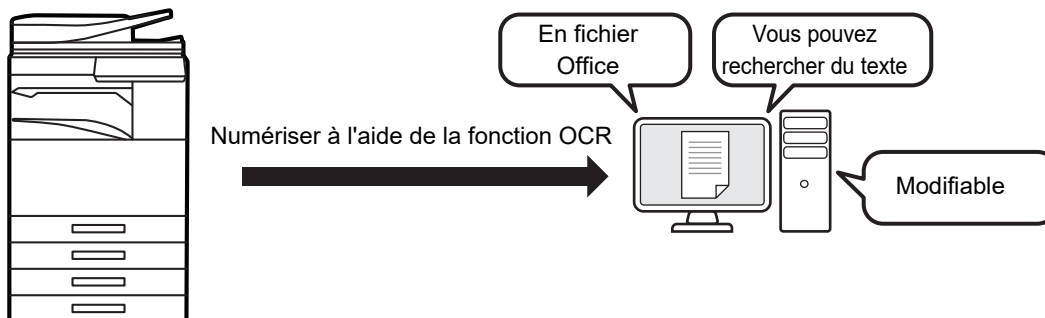 En fichier
Office
Vous pouvez
rechercher du texte
Numériser à l'aide de la fonction OCR
Modifiable